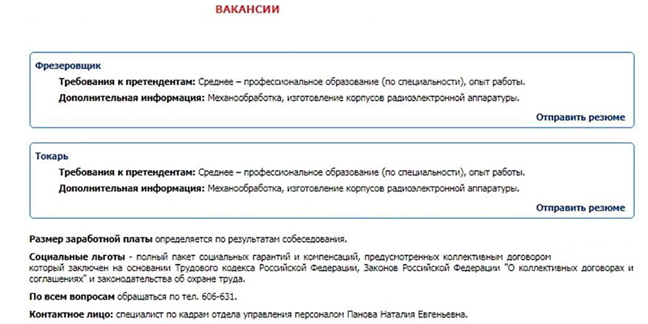 ВАКАНСИИ
Фрезеровщик
Требования к претендентам: Среднее – профессиональное образование (по специальности), опыт работы.
Дополнительная информация: Механообработка, изготовление корпусов радиоэлектронной аппаратуры.
Отправить резюме
Токарь
Требования к претендентам: Среднее – профессиональное образование (по специальности), опыт работы.
Дополнительная информация: Механообработка, изготовление корпусов радиоэлектронной аппаратуры.
Отправить резюме
Размер заработной платы определяется по результатам собеседования.
Социальные льготы - полный пакет социальных гарантий и компенсаций, предусмотренных коллективным договором
который заключен на основании Трудового кодекса Российской Федерации, Законов Российской Федерации "О коллективных договорах и
соглашениях" и законодательства об охране труда.
По всем вопросам обращаться по тел. 606-631.
Контактное лицо: специалист по кадрам отдела управления персоналом Панова Наталия Евгеньевна.